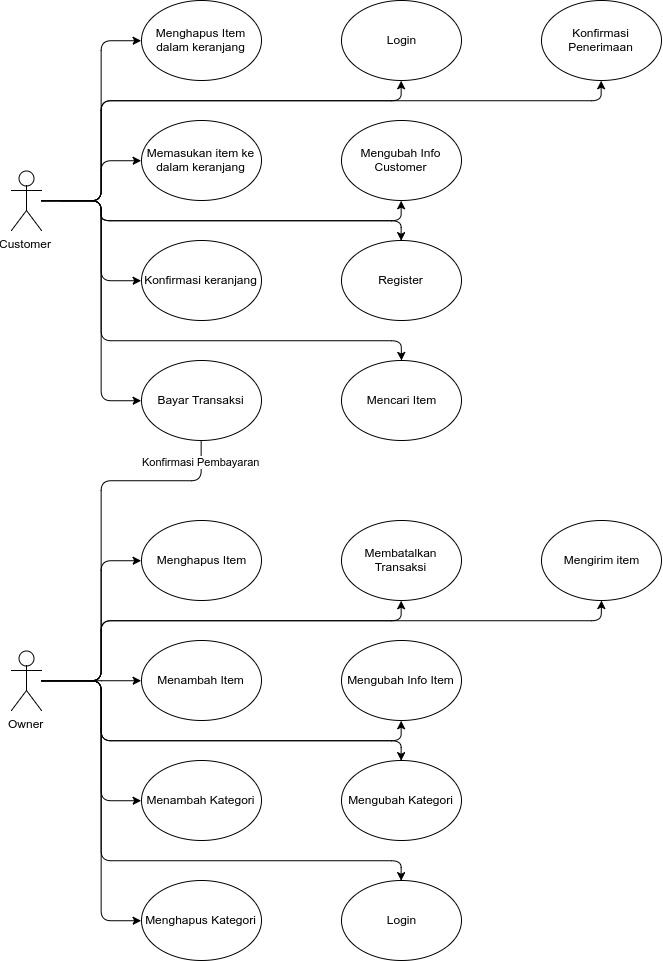 Menghapus Item
dalam keranjang
Login
Konfirmasi
Penerimaan
Memasukan item ke
dalam keranjang
Mengubah Info
Customer
Customer
Konfirmasi keranjang
Register
Bayar Transaksi
Mencari Item
Konfirmasi Pembayaran
Menghapus Item
Membatalkan
Transaksi
Mengirim item
Menambah Item
Mengubah Info Item
Owner
Menambah Kategori
Mengubah Kategori
Menghapus Kategori
Login